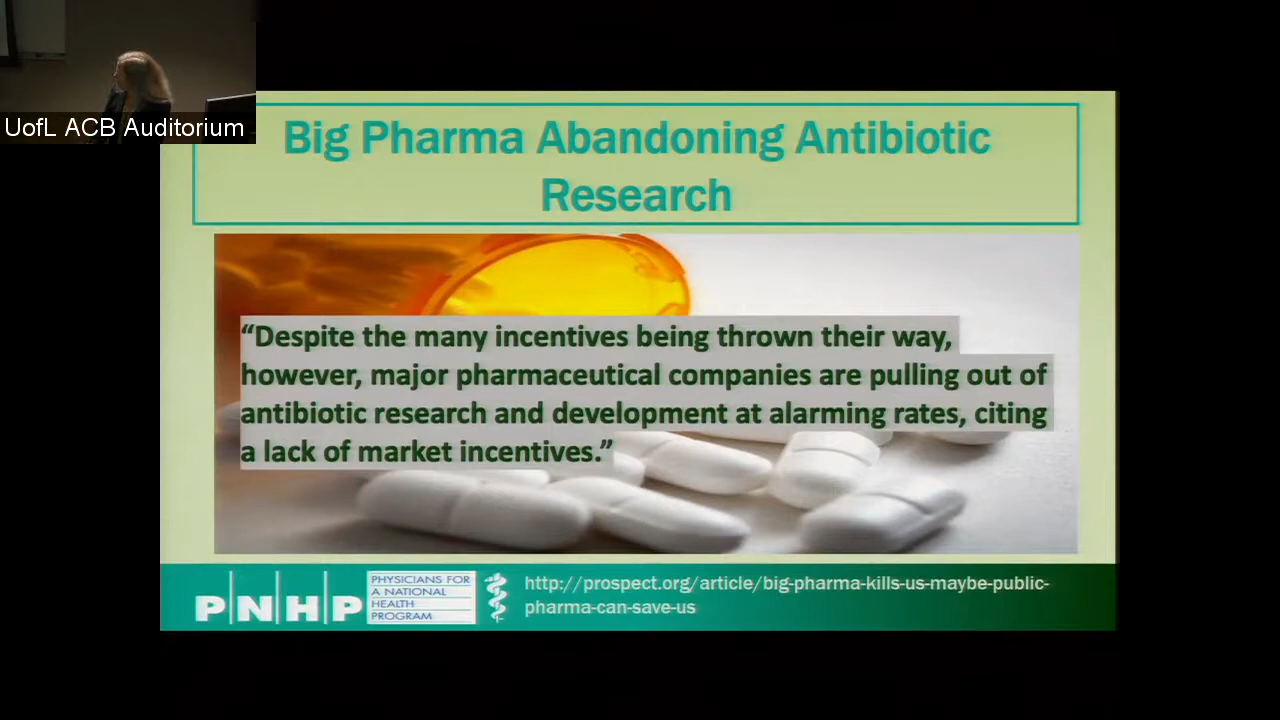 UofL ACB Auditorium
Big Pharma Abandoning Antibiotic
Research
“Despite the many incentives being thrown their way,
however, major pharmaceutical companies are pulling out of
antibiotic research and development at alarming rates, citing
a lack of market incentives.”
PNHP
PHYSICIANS FOR
A NATIONAL
HEALTH
PROGRAM
http://prospect.org/article/big-pharma-kills-us-maybe-public-
pharma-can-save-us